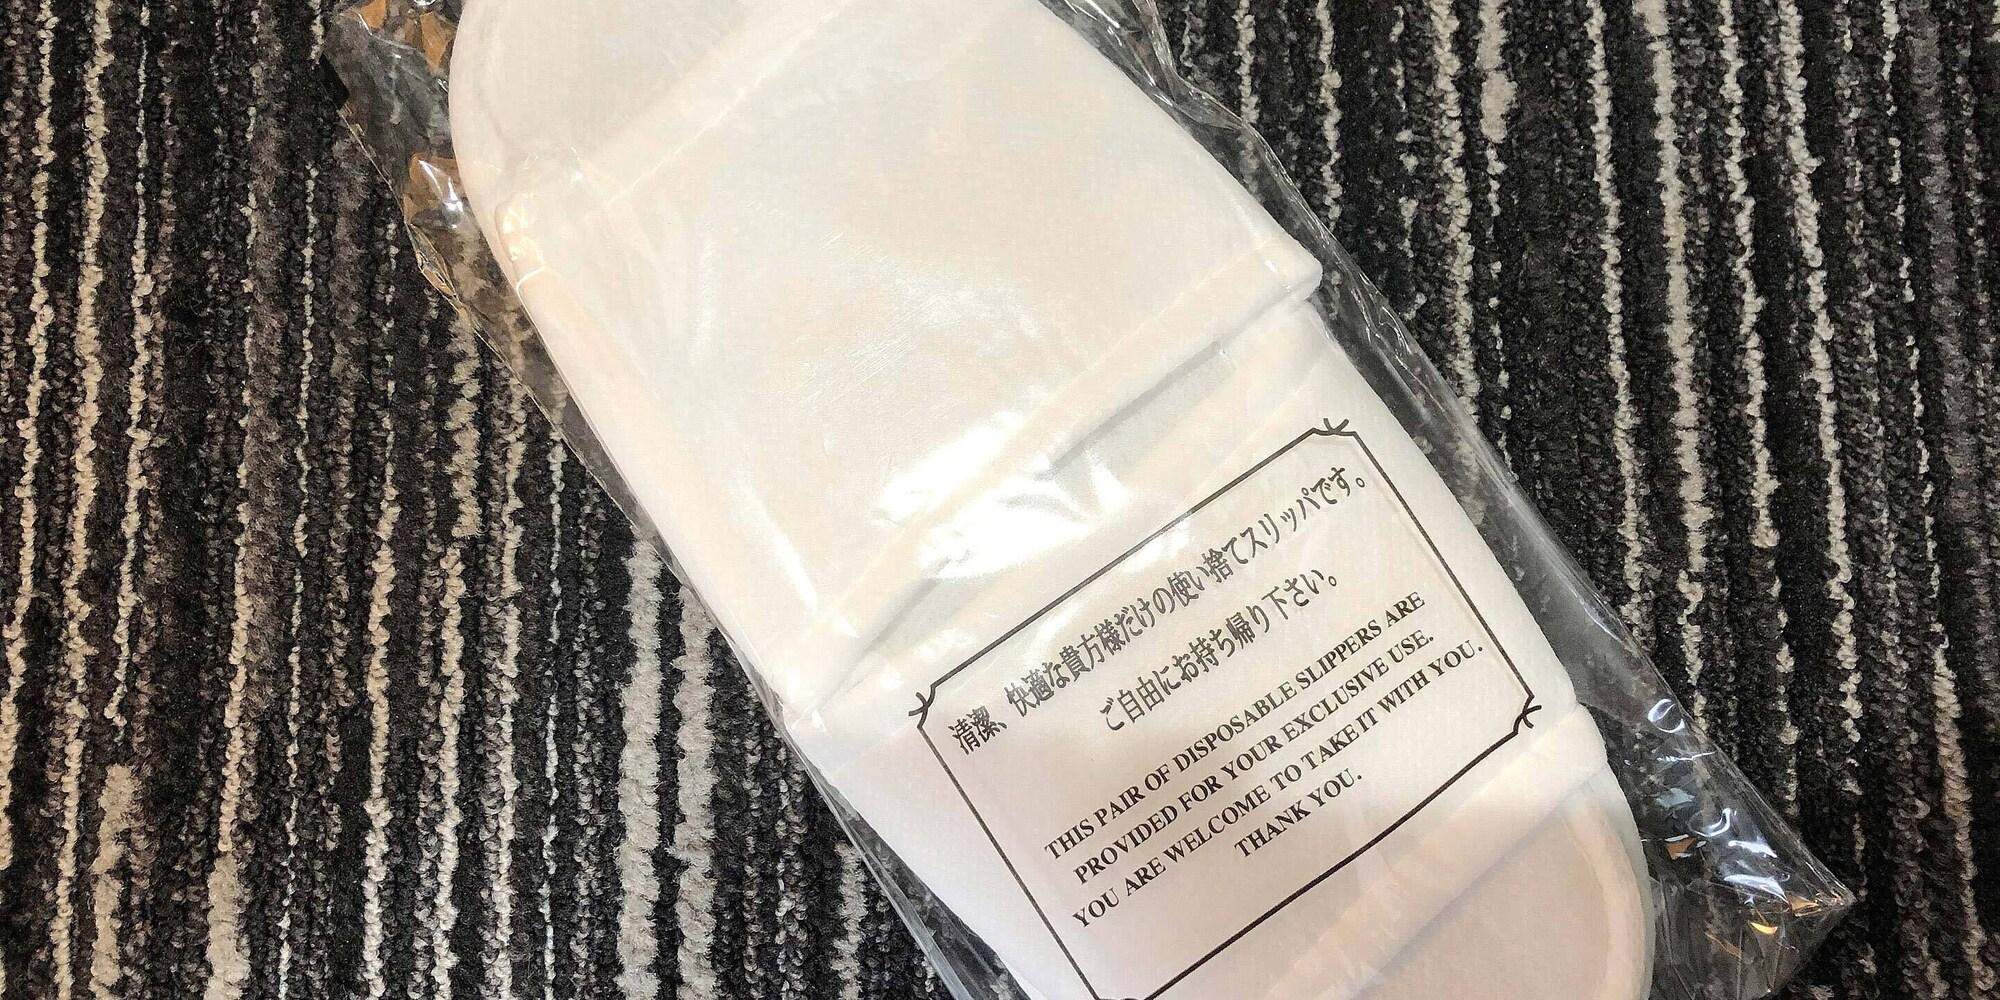 清潔、快適な貴方様だけの使い捨てスリッパです。
ご自由にお持ち帰り下さい。
THIS PAIR OF DISPOSABLE SLIPPERS ARE
PROVIDED FOR YOUR EXCLUSIVE USE.
YOU ARE WELCOME TO TAKE IT WITH YOU.
THANK YOU.